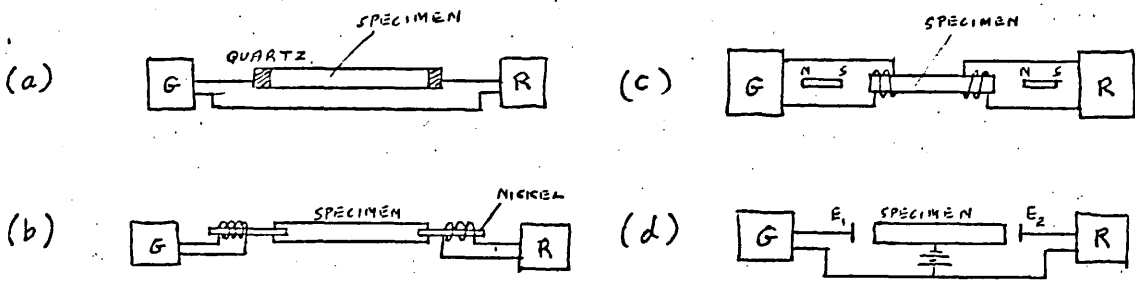 (a)
QUARTZ.
SPECIMEN
G
R
(b)
SPECIMEN
NICKEL
G
R
(c)
SPECIMEN
N S
N S
G
R
(d)
E1
SPECIMEN
E2
G
R